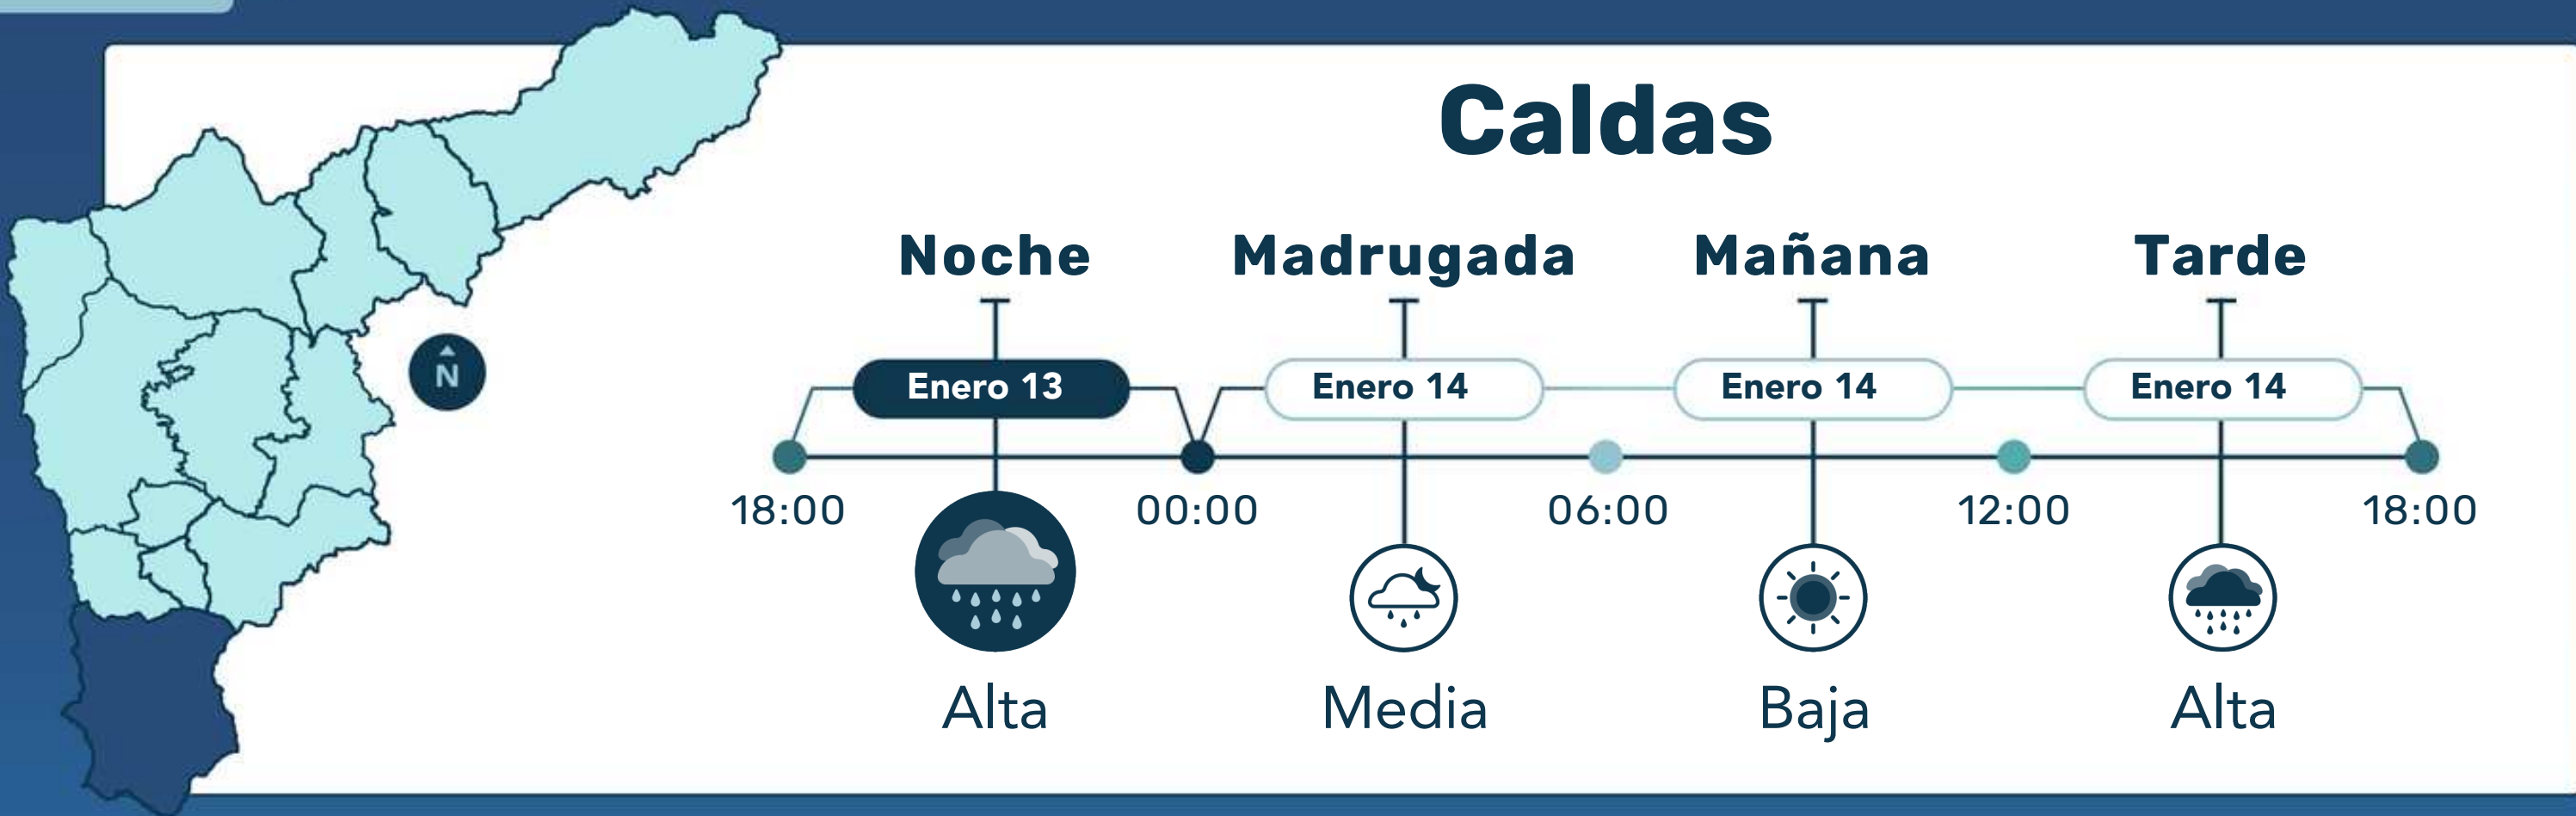 Caldas
Noche Madrugada Mañana Tarde
Enero 13 Enero 14 Enero 14 Enero 14
N
18:00 00:00 06:00 12:00 18:00
Alta Media Baja Alta